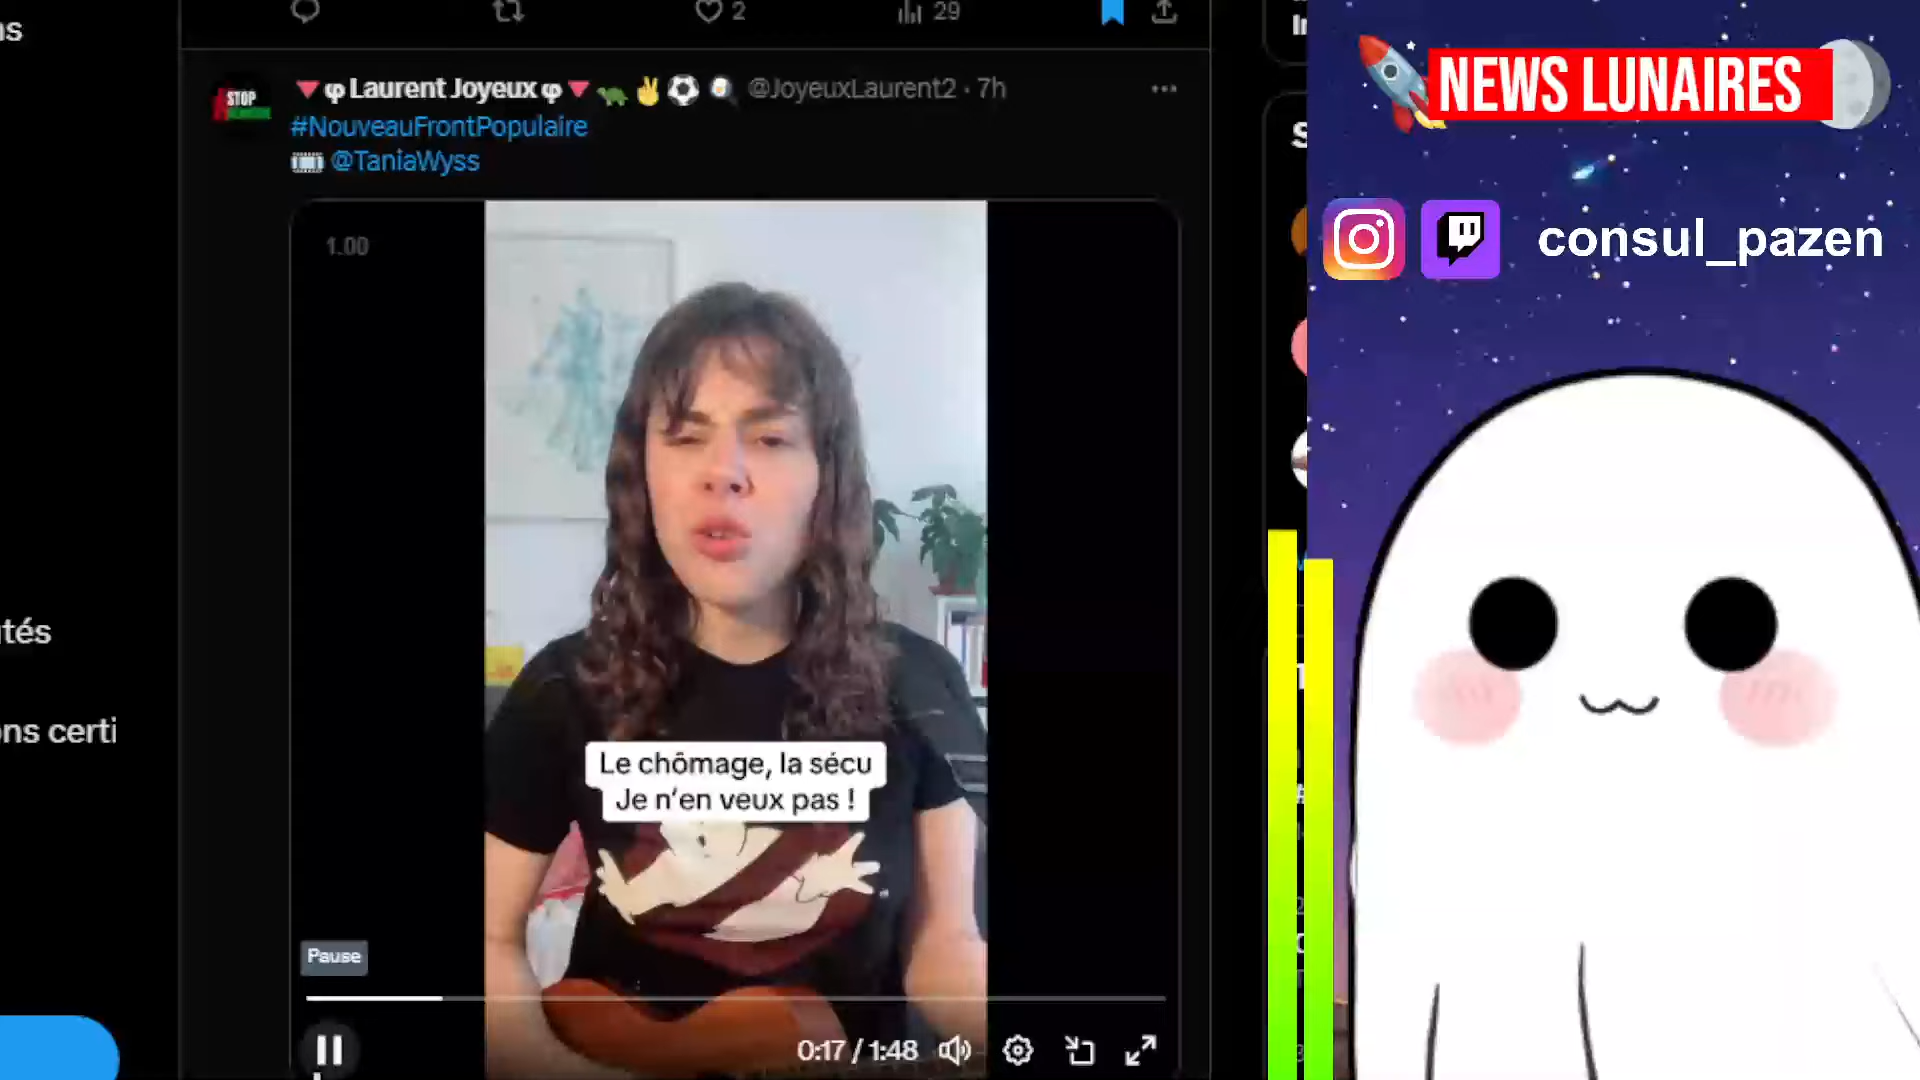 2
29
STOP
φ Laurent Joyeux φ @JoyeuxLaurent2 · 7h
#NouveauFrontPopulaire
@TaniaWyss
1.00
Le chômage, la sécu
Je n'en veux pas !
Pause
0:17 / 1:48
ns certi
NEWS LUNAIRES
consul_pazen